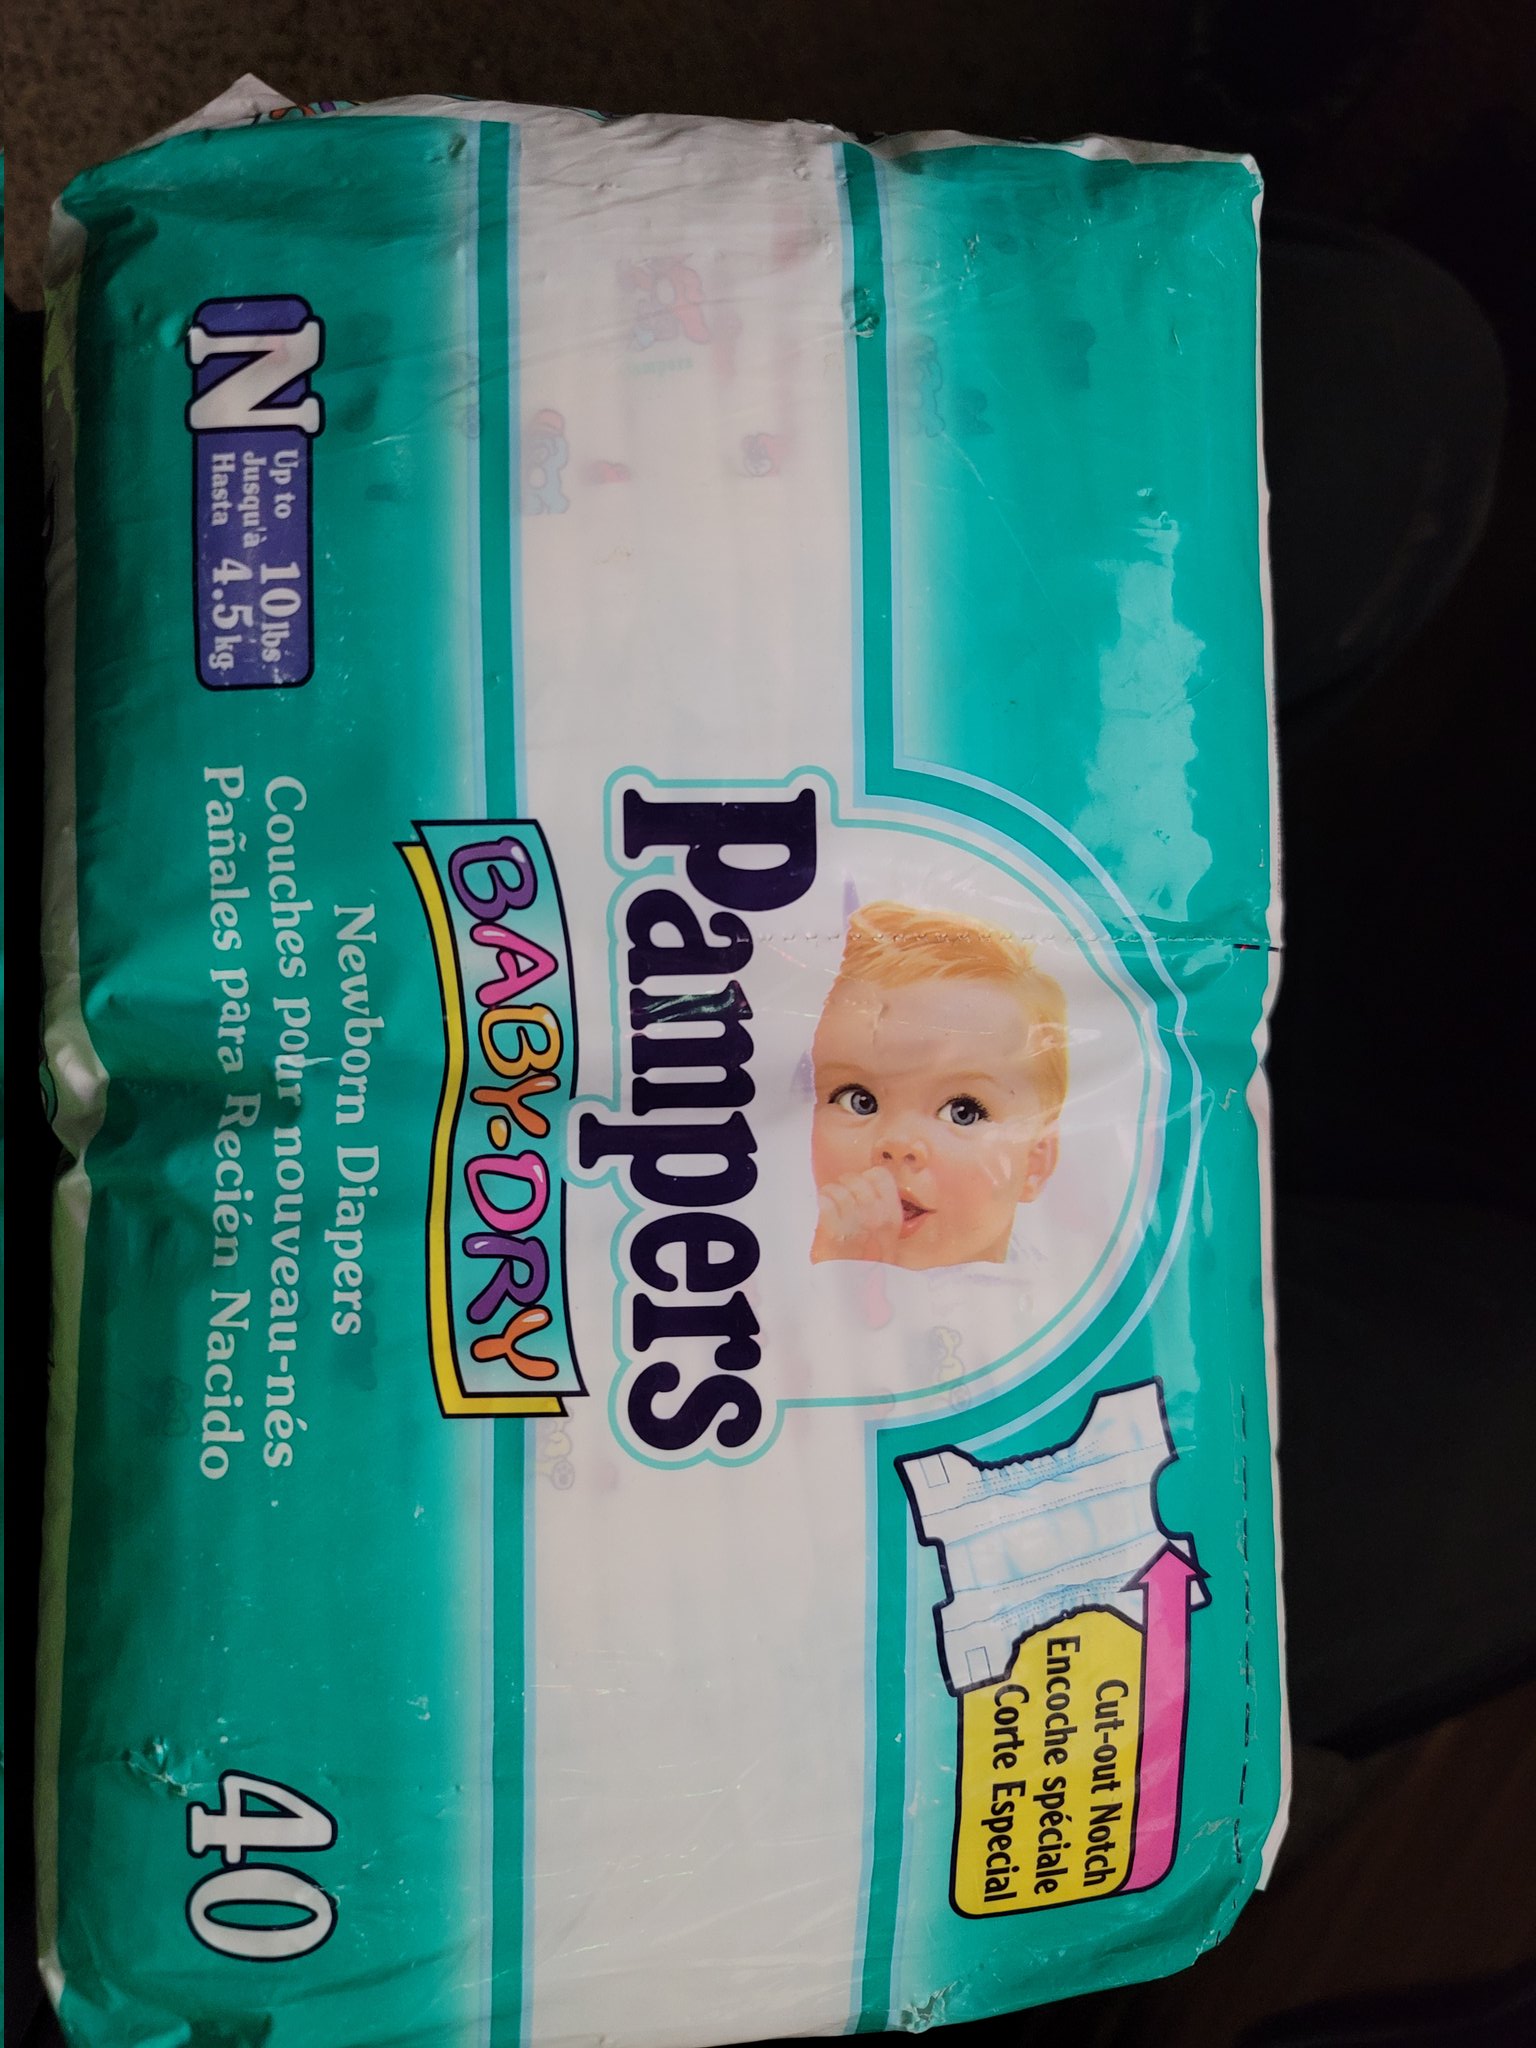 Cut-out Notch
Encoche spéciale
Corte Especial
Pampers
BABY-DRY
Newborn Diapers
Couches pour nouveau-nés
Pañales para Recién Nacido
N
Up to 10 lbs
Jusqu'à
Hasta 4.5 kg
40